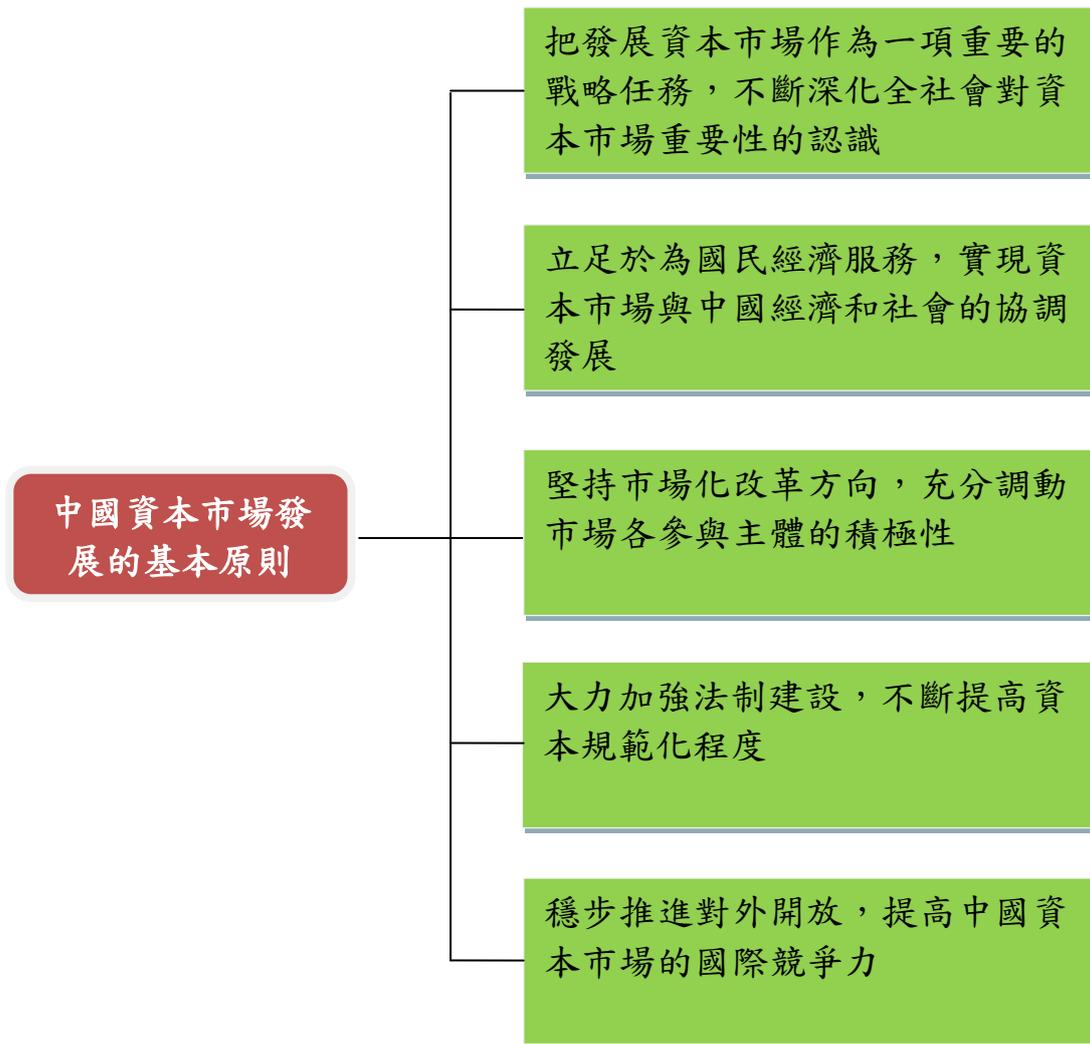 把發展資本市場作為一項重要的
戰略任務，不斷深化全社會對資
本市場重要性的認識
立足於為國民經濟服務，實現資
本市場與中國經濟和社會的協調
發展
中國資本市場發
展的基本原則
堅持市場化改革方向，充分調動
市場各參與主體的積極性
大力加強法制建設，不斷提高資
本規範化程度
穩步推進對外開放，提高中國資
本市場的國際競爭力